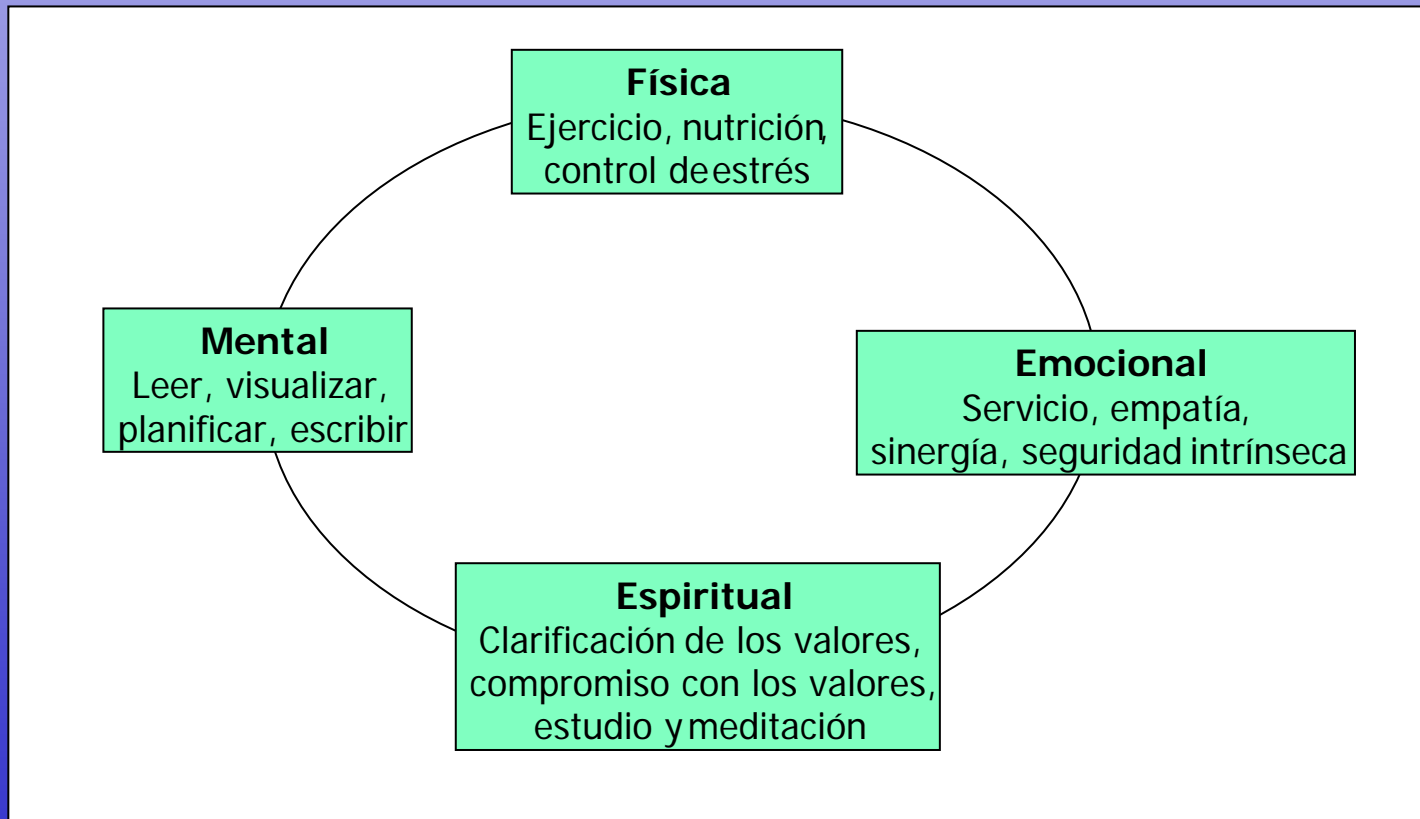 Física
Ejercicio, nutrición,
control de estrés
Mental
Leer, visualizar,
planificar, escribir
Emocional
Servicio, empatía,
sinergía, seguridad intrínseca
Espiritual
Clarificación de los valores,
compromiso con los valores,
estudio y meditación